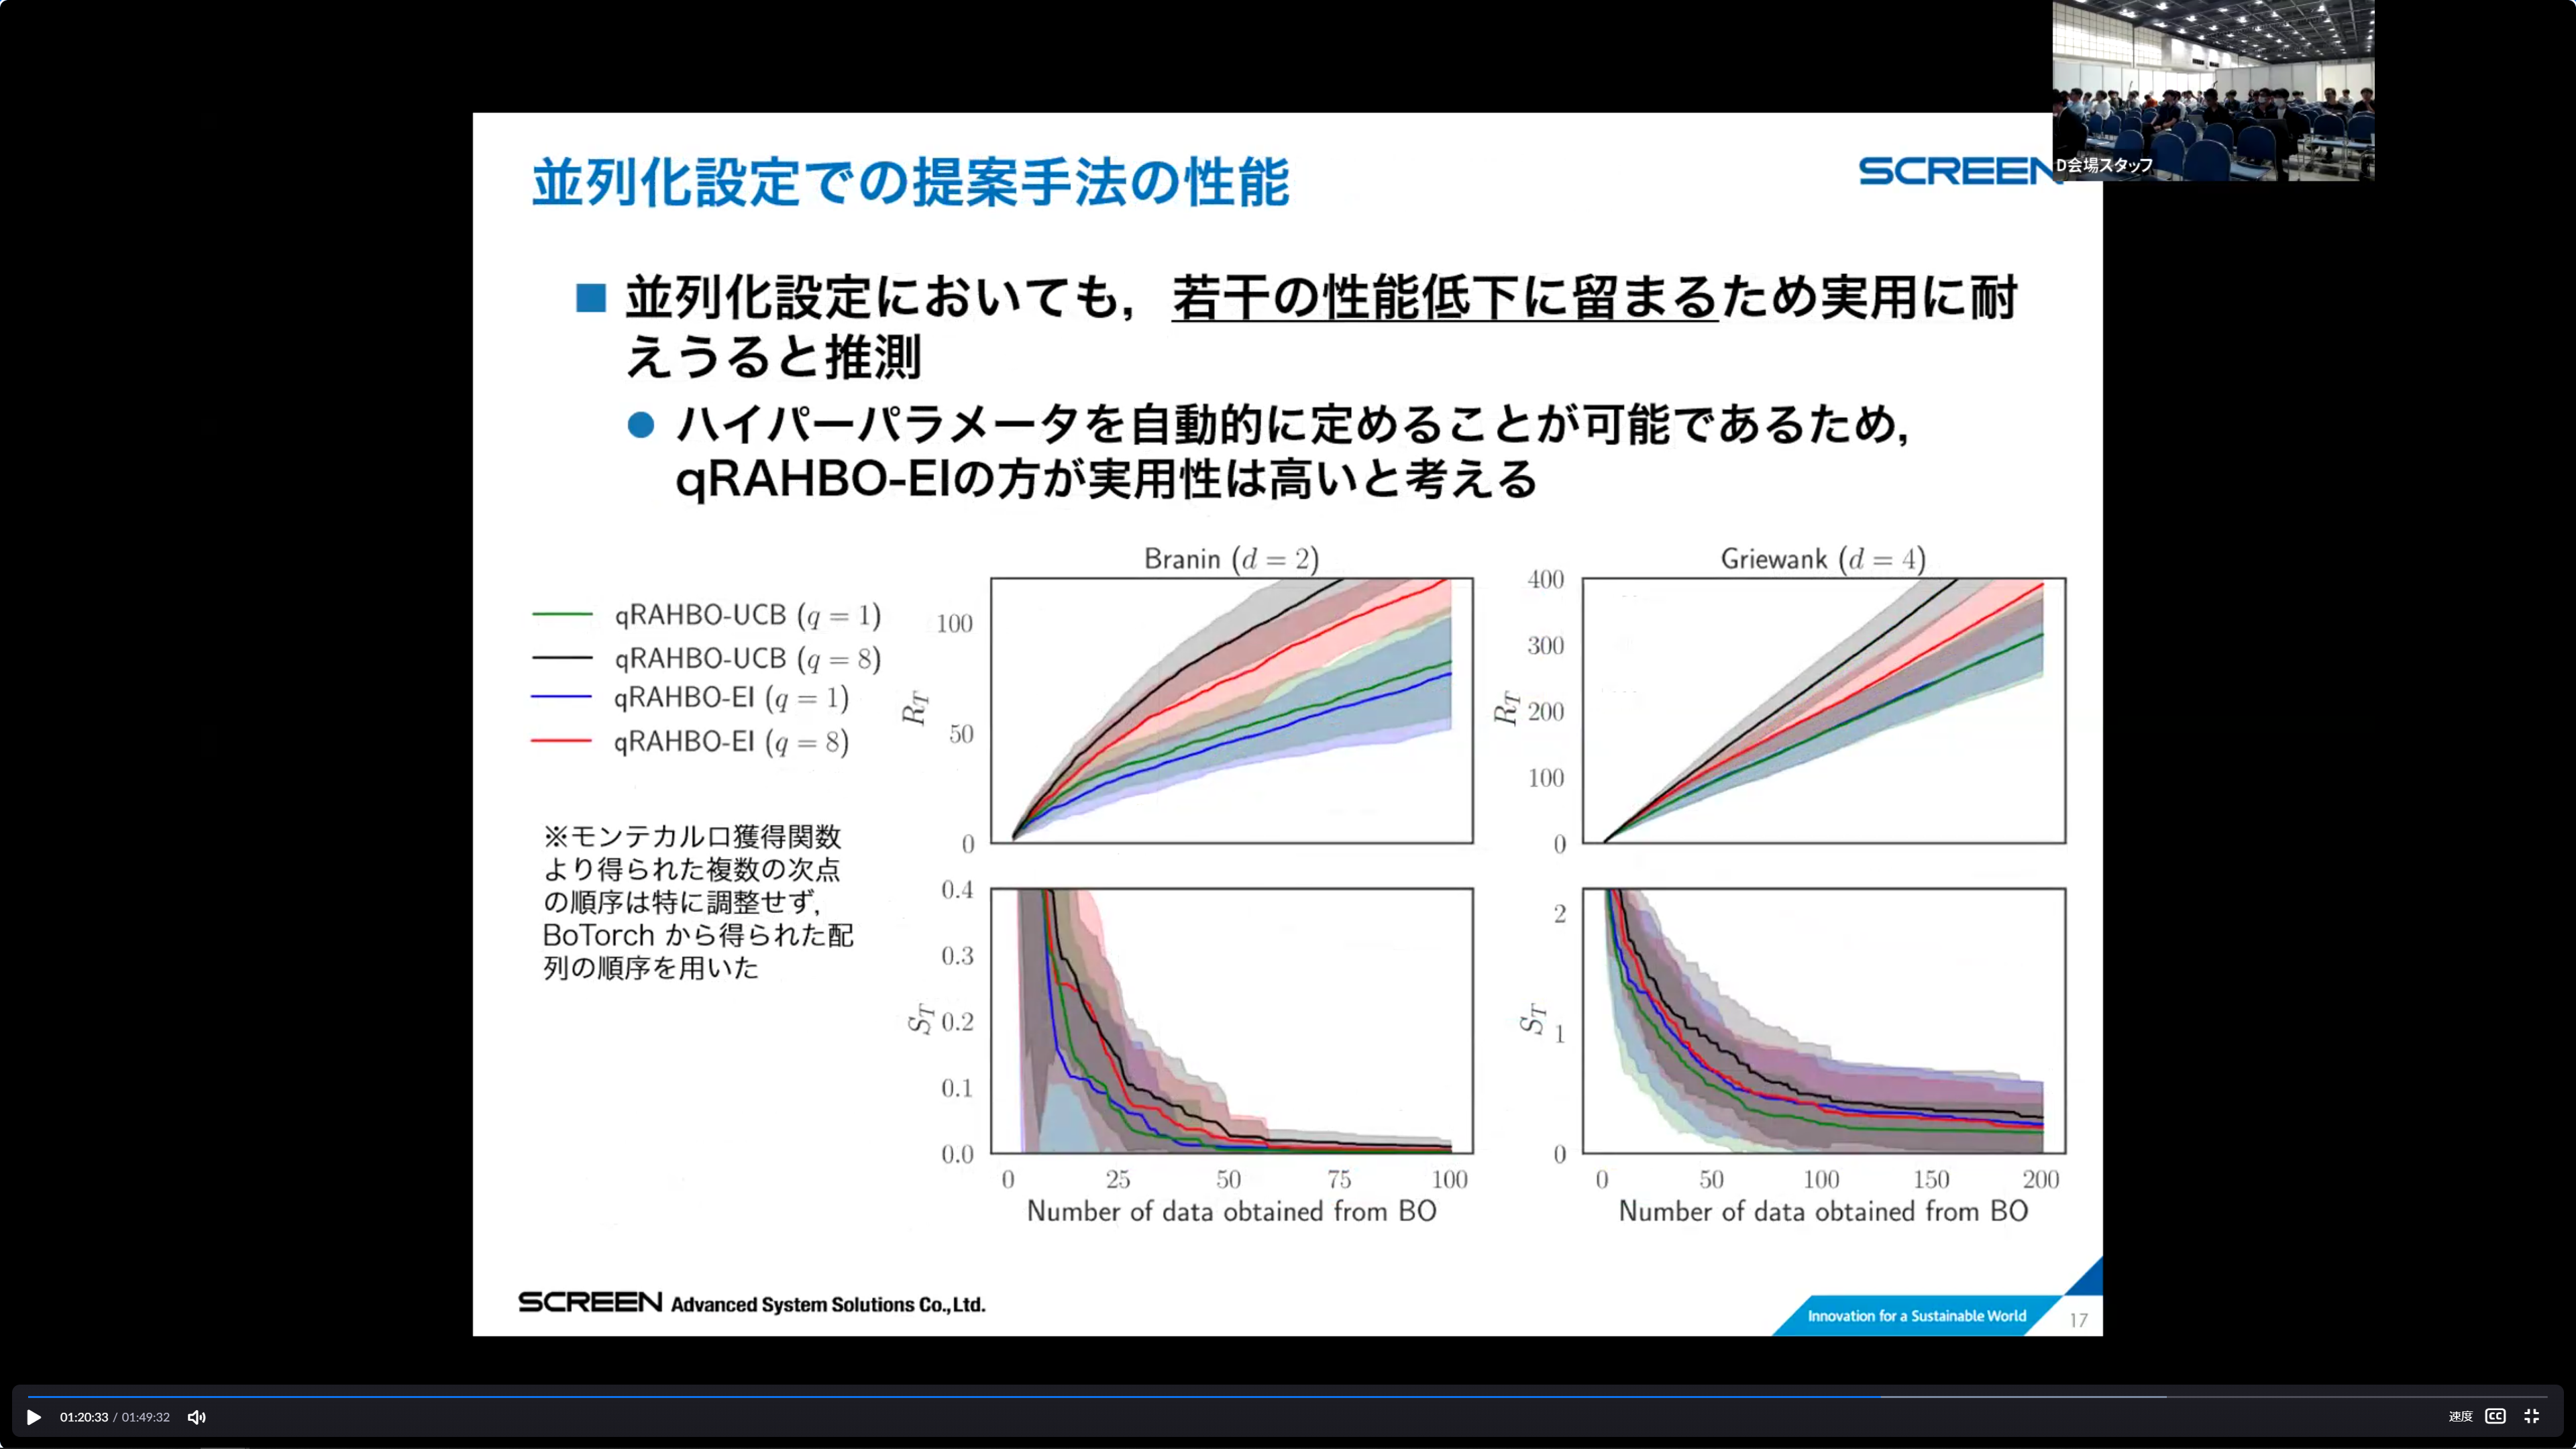 D会場スタッフ
並列化設定での提案手法の性能
SCREEN
■ 並列化設定においても，若干の性能低下に留まるため実用に耐
えうると推測
● ハイパーパラメータを自動的に定めることが可能であるため，
qRAHBO-EIの方が実用性は高いと考える
qRAHBO-UCB (q = 1)
qRAHBO-UCB (q = 8)
qRAHBO-EI (q = 1)
qRAHBO-EI (q = 8)
※モンテカルロ獲得関数
より得られた複数の次点
の順序は特に調整せず，
BoTorch から得られた配
列の順序を用いた
Branin (d = 2)
R_T
100
50
0
Griewank (d = 4)
R_T
400
300
200
100
0
S_T
0.4
0.3
0.2
0.1
0.0
0 25 50 75 100
Number of data obtained from BO
S_T
2
1
0
0 50 100 150 200
Number of data obtained from BO
SCREEN Advanced System Solutions Co., Ltd.
Innovation for a Sustainable World
17
01:20:33 / 01:49:32
速度
CC